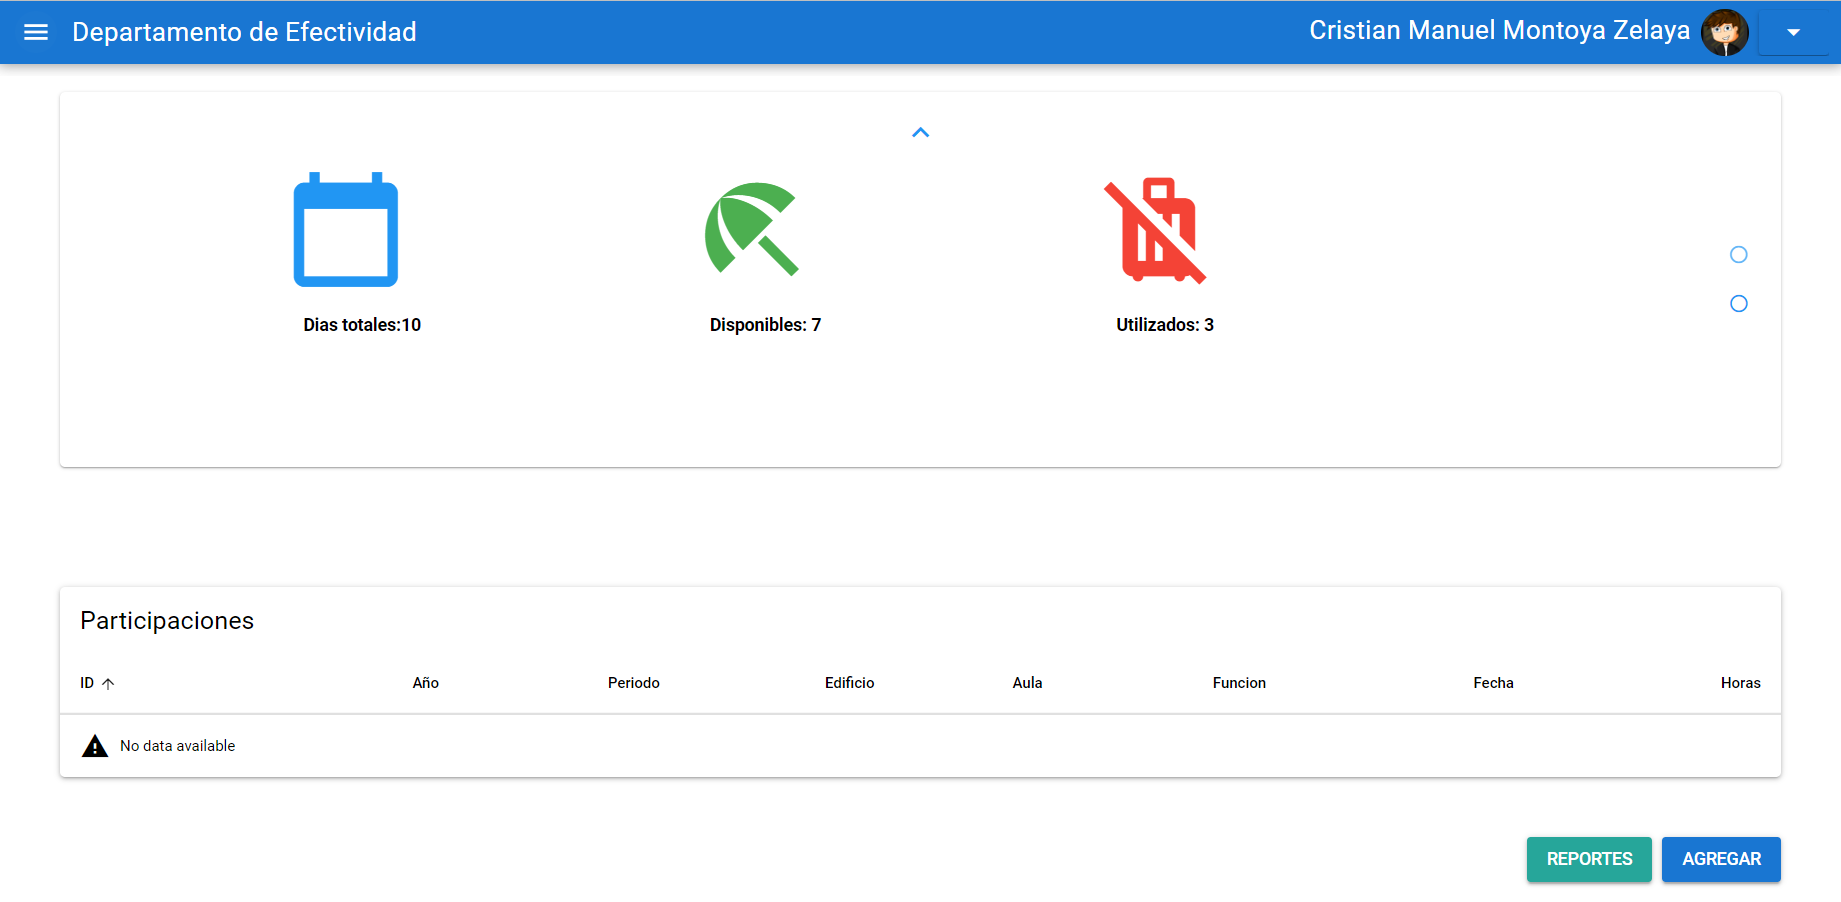 Departamento de Efectividad
Cristian Manuel Montoya Zelaya
Dias totales:10
Disponibles: 7
Utilizados: 3
Participaciones
ID Año Periodo Edificio Aula Funcion Fecha Horas
No data available
REPORTES AGREGAR